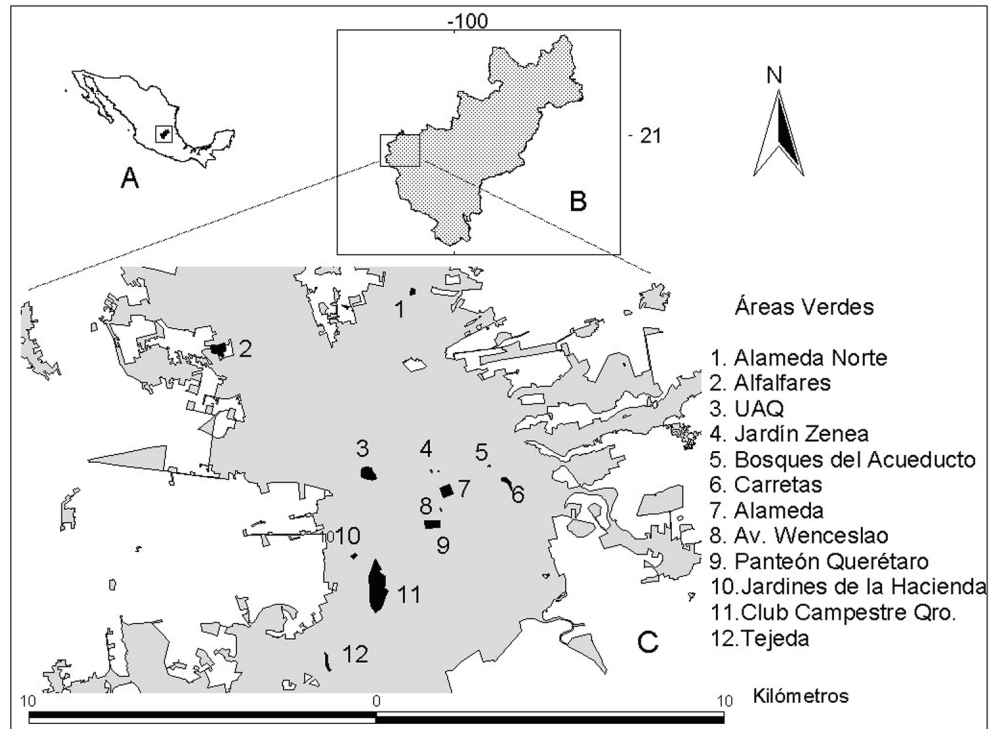 -100
N
21
A
B
1
2
3
4
5
6
7
8
9
10
11
12
C
Áreas Verdes
1. Alameda Norte
2. Alfalfares
3. UAQ
4. Jardín Zenea
5. Bosques del Acueducto
6. Carretas
7. Alameda
8. Av. Wenceslao
9. Panteón Querétaro
10.Jardines de la Hacienda
11.Club Campestre Qro.
12.Tejeda
10 0 10 Kilómetros